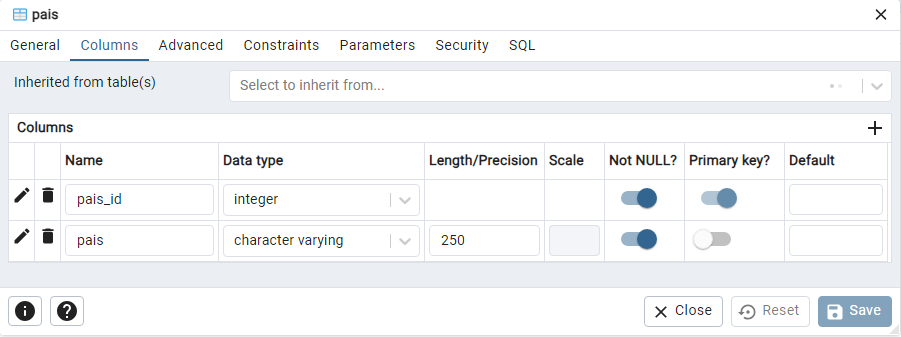 pais
General Columns Advanced Constraints Parameters Security SQL
Inherited from table(s) Select to inherit from...
Columns
Name Data type Length/Precision Scale Not NULL? Primary key? Default
pais_id integer
pais character varying 250
Close Reset Save